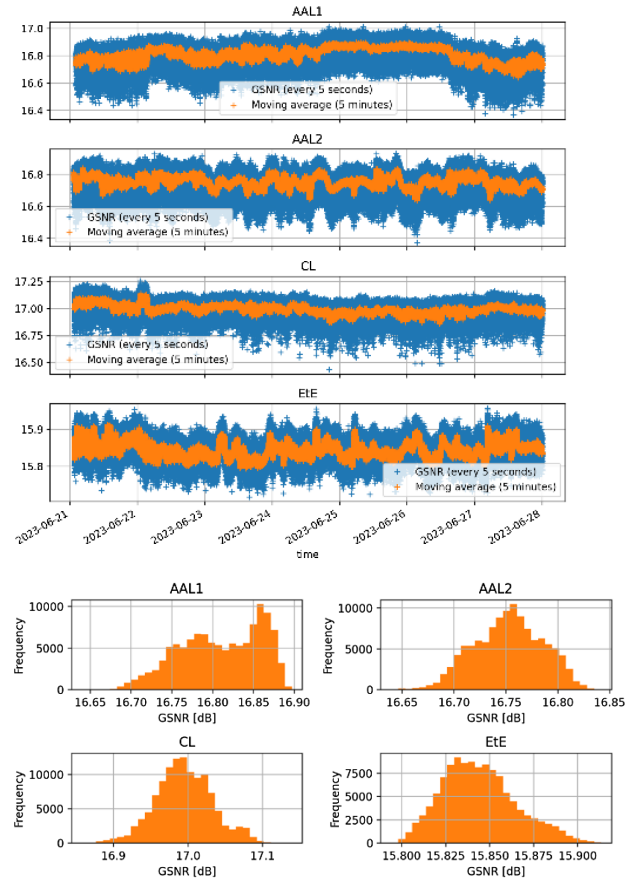 AAL1
17.0
16.8
16.6
16.4
GSNR (every 5 seconds)
Moving average (5 minutes)
AAL2
16.8
16.6
16.4
GSNR (every 5 seconds)
Moving average (5 minutes)
CL
17.25
17.00
16.75
16.50
GSNR (every 5 seconds)
Moving average (5 minutes)
EtE
15.9
15.8
GSNR (every 5 seconds)
Moving average (5 minutes)
2023-06-21 2023-06-22 2023-06-23 2023-06-24 2023-06-25 2023-06-26 2023-06-27 2023-06-28
time
AAL1
Frequency
10000
5000
0
16.65 16.70 16.75 16.80 16.85 16.90
GSNR [dB]
AAL2
Frequency
10000
5000
0
16.65 16.70 16.75 16.80 16.85
GSNR [dB]
CL
Frequency
10000
5000
0
16.9 17.0 17.1
GSNR [dB]
EtE
Frequency
7500
5000
2500
0
15.800 15.825 15.850 15.875 15.900
GSNR [dB]